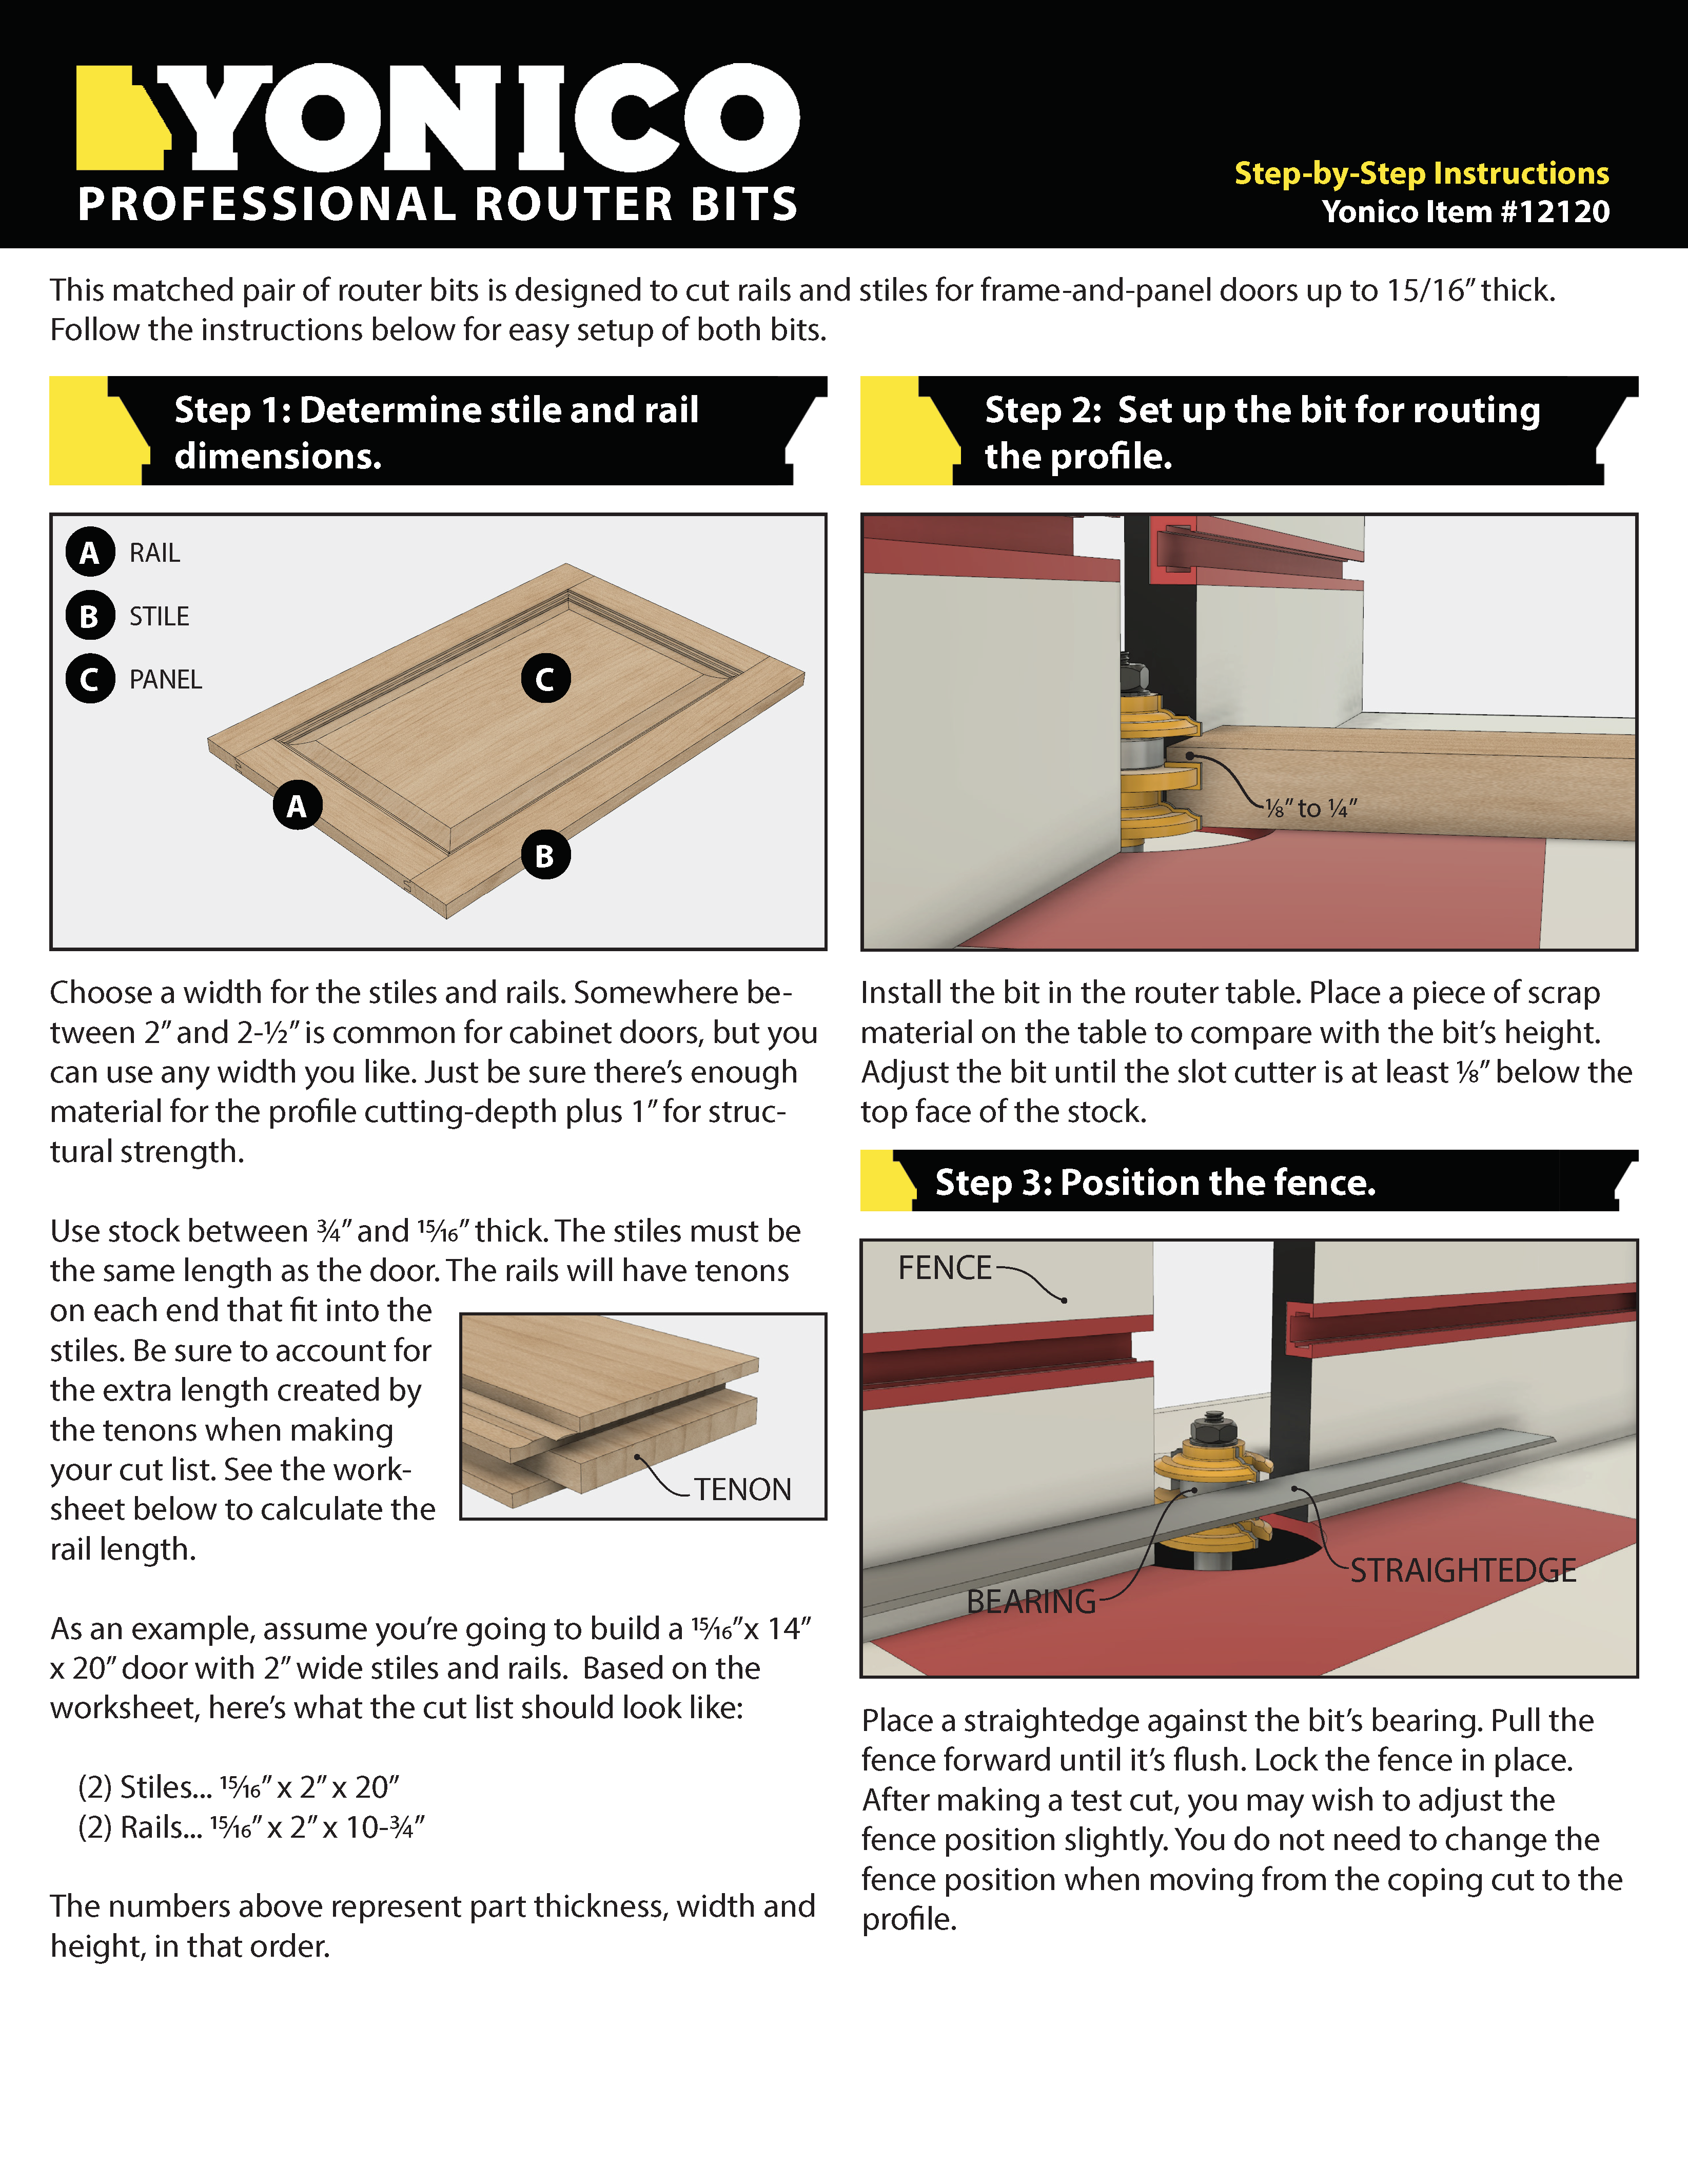 YONICO
PROFESSIONAL ROUTER BITS
Step-by-Step Instructions
Yonico Item #12120
This matched pair of router bits is designed to cut rails and stiles for frame-and-panel doors up to 15/16” thick.
Follow the instructions below for easy setup of both bits.
Step 1: Determine stile and rail
dimensions.
A RAIL
B STILE
C PANEL
C
A
B
Choose a width for the stiles and rails. Somewhere be-
tween 2” and 2-½” is common for cabinet doors, but you
can use any width you like. Just be sure there’s enough
material for the profile cutting-depth plus 1” for struc-
tural strength.
Use stock between ¾” and ¹⁵⁄₁₆” thick. The stiles must be
the same length as the door. The rails will have tenons
on each end that fit into the
stiles. Be sure to account for
the extra length created by
the tenons when making
your cut list. See the work-
sheet below to calculate the
rail length.
TENON
As an example, assume you’re going to build a ¹⁵⁄₁₆”x 14”
x 20” door with 2” wide stiles and rails.  Based on the
worksheet, here’s what the cut list should look like:
(2) Stiles... ¹⁵⁄₁₆” x 2” x 20”
(2) Rails... ¹⁵⁄₁₆” x 2” x 10-¾”
The numbers above represent part thickness, width and
height, in that order.
Step 2:  Set up the bit for routing
the profile.
⅛” to ¼”
Install the bit in the router table. Place a piece of scrap
material on the table to compare with the bit’s height.
Adjust the bit until the slot cutter is at least ⅛” below the
top face of the stock.
Step 3: Position the fence.
FENCE
STRAIGHTEDGE
BEARING
Place a straightedge against the bit’s bearing. Pull the
fence forward until it’s flush. Lock the fence in place.
After making a test cut, you may wish to adjust the
fence position slightly. You do not need to change the
fence position when moving from the coping cut to the
profile.